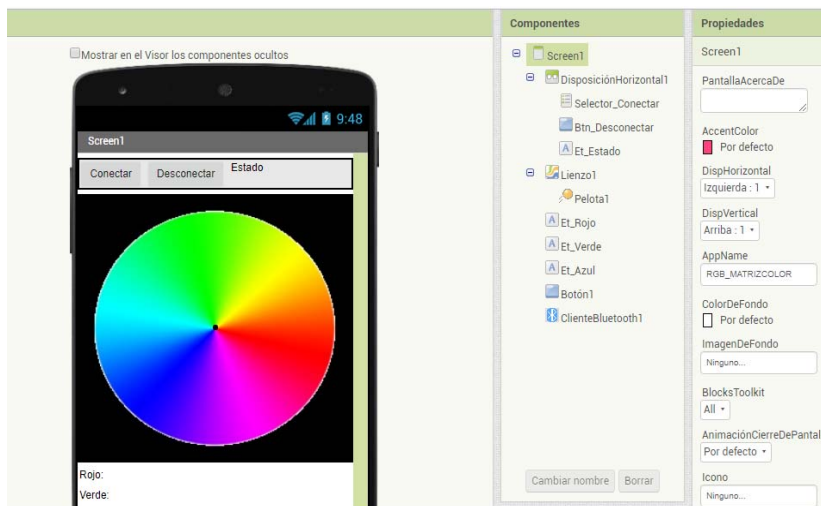 Componentes
Propiedades
Mostrar en el Visor los componentes ocultos
9:48
Screen1
Conectar
Desconectar
Estado
Rojo:
Verde:
Screen1
DisposiciónHorizontal1
Selector_Conectar
Btn_Desconectar
A Et_Estado
Lienzo1
Pelota1
A Et_Rojo
A Et_Verde
A Et_Azul
Botón1
ClienteBluetooth1
Cambiar nombre
Borrar
Screen1
PantallaAcercaDe
AccentColor
Por defecto
DispHorizontal
Izquierda : 1
DispVertical
Arriba : 1
AppName
RGB_MATRIZCOLOR
ColorDeFondo
Por defecto
ImagenDeFondo
Ninguno...
BlocksToolkit
All
AnimaciónCierreDePantal
Por defecto
Icono
Ninguno...